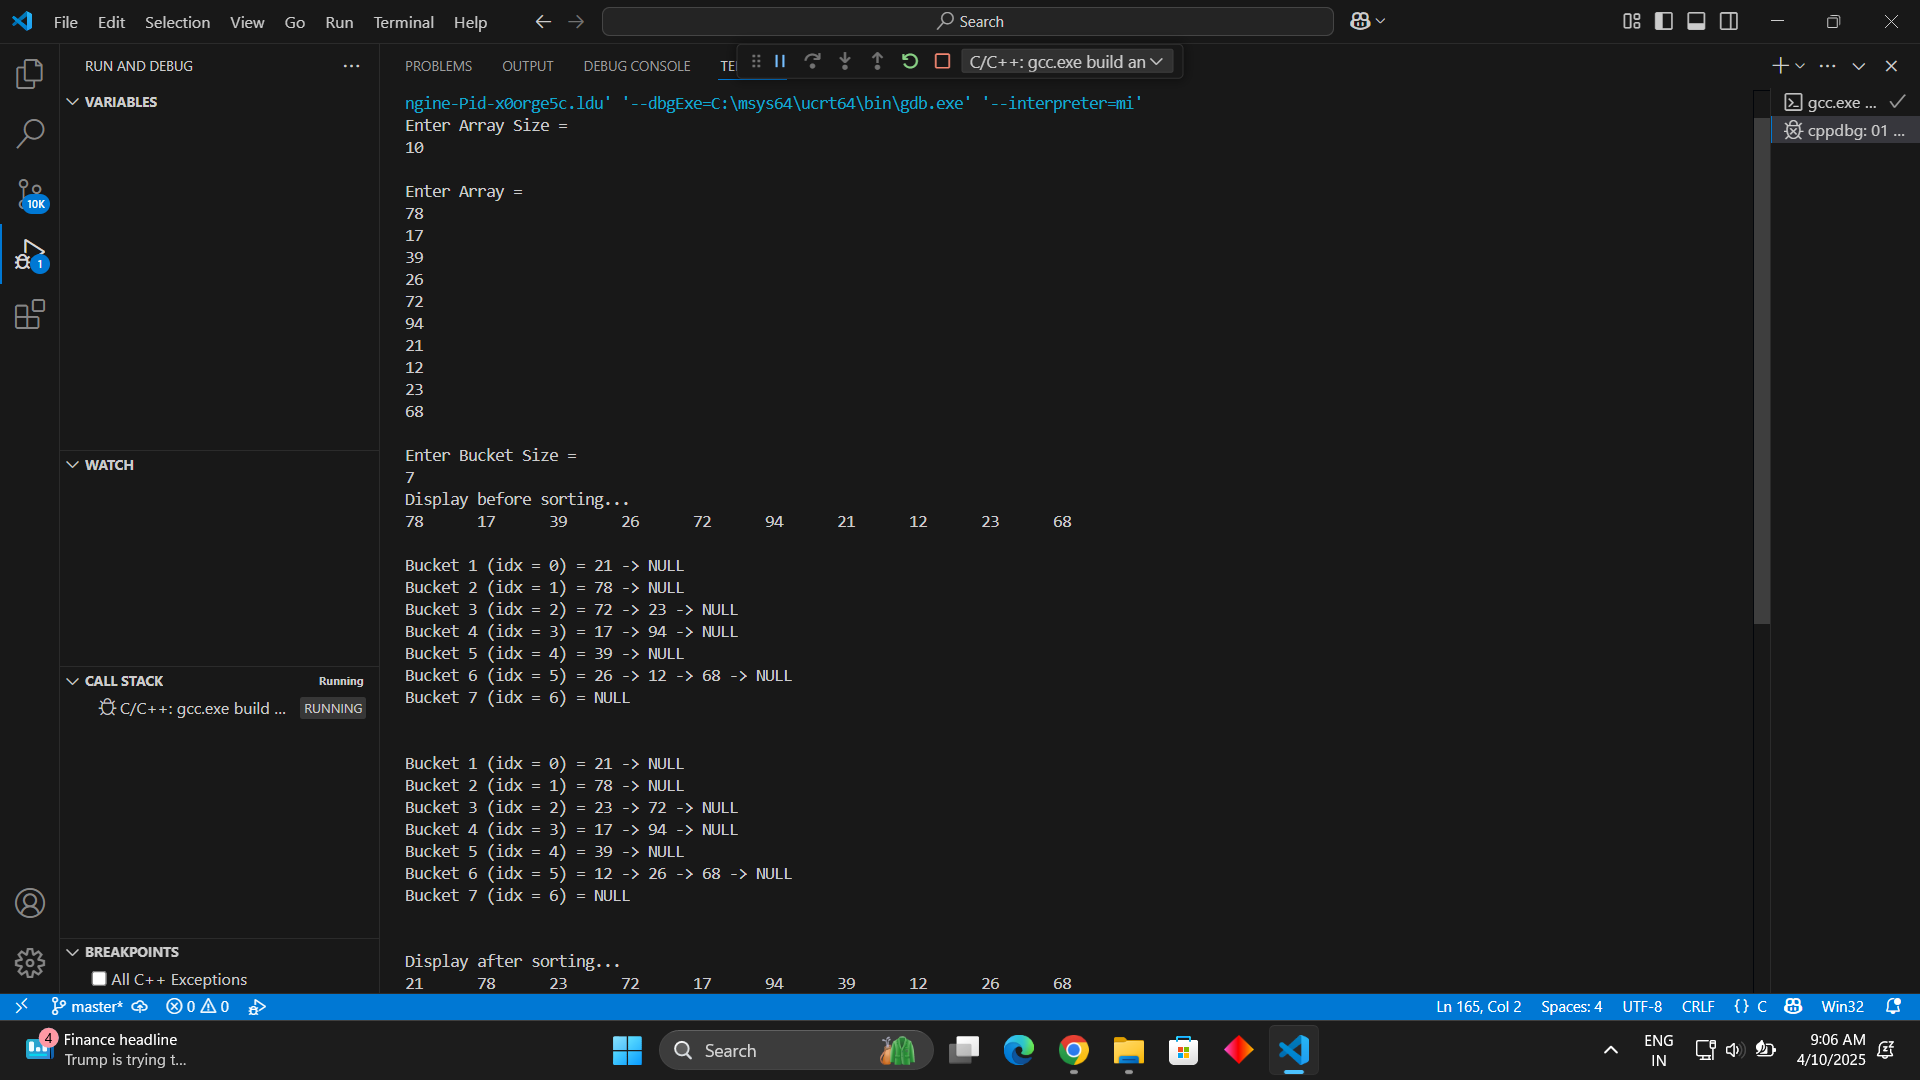 File Edit Selection View Go Run Terminal Help
Search
RUN AND DEBUG
VARIABLES
WATCH
CALL STACK
Running
C/C++: gcc.exe build ...
RUNNING
BREAKPOINTS
All C++ Exceptions
10K
1
PROBLEMS OUTPUT DEBUG CONSOLE TE
C/C++: gcc.exe build an
gcc.exe ...
cppdbg: 01 ...
ngine-Pid-x0orge5c.ldu' '--dbgExe=C:\msys64\ucrt64\bin\gdb.exe' '--interpreter=mi'
Enter Array Size =
10
Enter Array =
78
17
39
26
72
94
21
12
23
68
Enter Bucket Size =
7
Display before sorting...
78 17 39 26 72 94 21 12 23 68
Bucket 1 (idx = 0) = 21 -> NULL
Bucket 2 (idx = 1) = 78 -> NULL
Bucket 3 (idx = 2) = 72 -> 23 -> NULL
Bucket 4 (idx = 3) = 17 -> 94 -> NULL
Bucket 5 (idx = 4) = 39 -> NULL
Bucket 6 (idx = 5) = 26 -> 12 -> 68 -> NULL
Bucket 7 (idx = 6) = NULL
Bucket 1 (idx = 0) = 21 -> NULL
Bucket 2 (idx = 1) = 78 -> NULL
Bucket 3 (idx = 2) = 23 -> 72 -> NULL
Bucket 4 (idx = 3) = 17 -> 94 -> NULL
Bucket 5 (idx = 4) = 39 -> NULL
Bucket 6 (idx = 5) = 12 -> 26 -> 68 -> NULL
Bucket 7 (idx = 6) = NULL
Display after sorting...
21 78 23 72 17 94 39 12 26 68
master* 0 0
Ln 165, Col 2 Spaces: 4 UTF-8 CRLF {} C Win32
4
Finance headline
Trump is trying t...
Search
ENG
IN
9:06 AM
4/10/2025